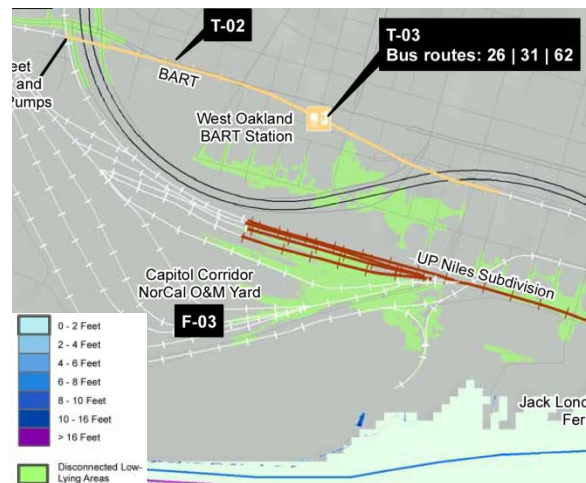 T-02
T-03
Bus routes: 26 | 31 | 62
eet
and
Pumps
BART
West Oakland
BART Station
UP Niles Subdivision
Capitol Corridor
NorCal O&M Yard
F-03
0 - 2 Feet
2 - 4 Feet
4 - 6 Feet
6 - 8 Feet
8 - 10 Feet
10 - 16 Feet
> 16 Feet
Disconnected Low-
Lying Areas
Jack Lond
Fer